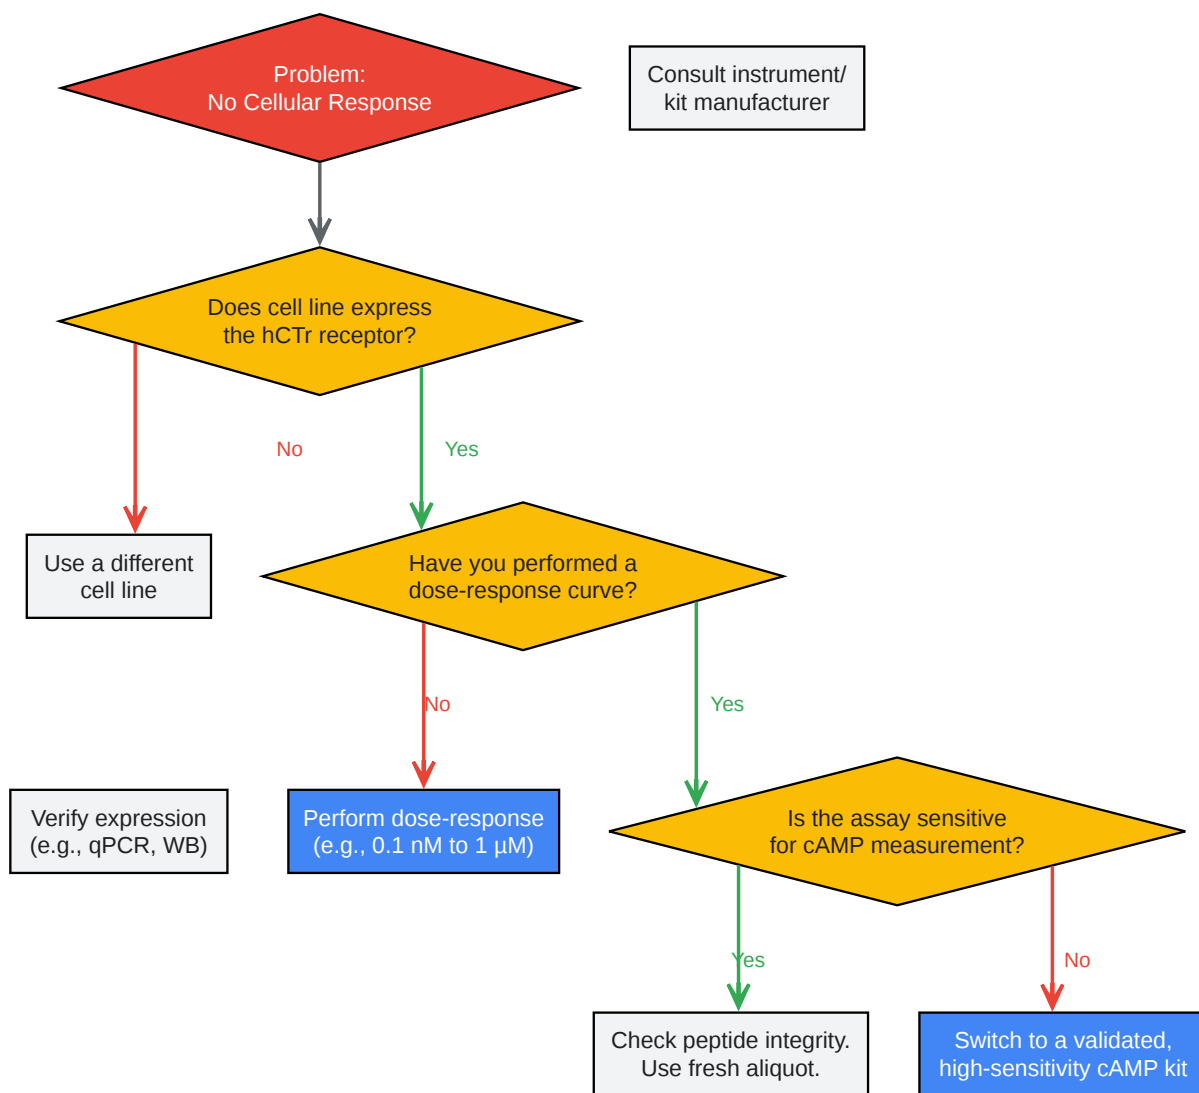 Problem:
No Cellular Response
Consult instrument/
kit manufacturer
Does cell line express
the hCTr receptor?
No
Yes
Use a different
cell line
Have you performed a
dose-response curve?
No
Yes
Verify expression
(e.g., qPCR, WB)
Perform dose-response
(e.g., 0.1 nM to 1 µM)
Is the assay sensitive
for cAMP measurement?
Yes
No
Check peptide integrity.
Use fresh aliquot.
Switch to a validated,
high-sensitivity cAMP kit